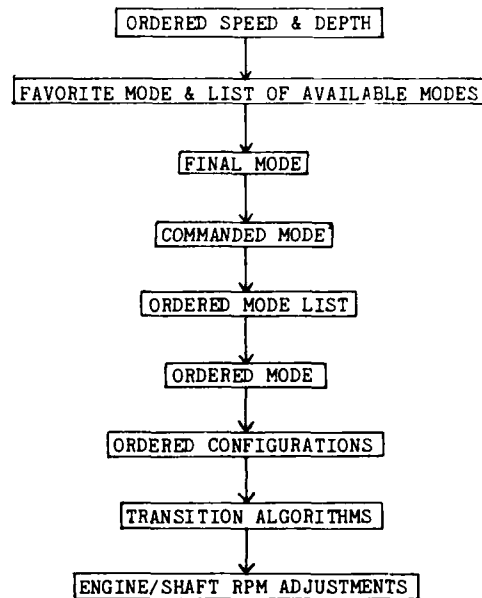 ORDERED SPEED & DEPTH
FAVORITE MODE & LIST OF AVAILABLE MODES
FINAL MODE
COMMANDED MODE
ORDERED MODE LIST
ORDERED MODE
ORDERED CONFIGURATIONS
TRANSITION ALGORITHMS
ENGINE/SHAFT RPM ADJUSTMENTS